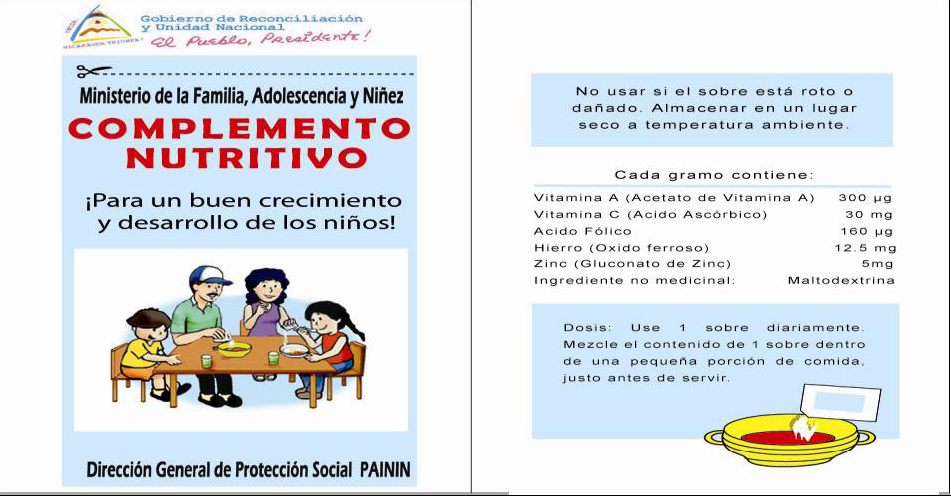 Gobierno de Reconciliación
y Unidad Nacional
El Pueblo, Presidente!
UNIDA,
NICARAGUA TRIUNFA!
Ministerio de la Familia, Adolescencia y Niñez
COMPLEMENTO
NUTRITIVO
¡Para un buen crecimiento
y desarrollo de los niños!
Dirección General de Protección Social PAININ
No usar si el sobre está roto o
dañado. Almacenar en un lugar
seco a temperatura ambiente.
Cada gramo contiene:
Vitamina A (Acetato de Vitamina A) 300 µg
Vitamina C (Acido Ascórbico) 30 mg
Acido Fólico 160 µg
Hierro (Oxido ferroso) 12.5 mg
Zinc (Gluconato de Zinc) 5mg
Ingrediente no medicinal: Maltodextrina
Dosis: Use 1 sobre diariamente.
Mezcle el contenido de 1 sobre dentro
de una pequeña porción de comida,
justo antes de servir.